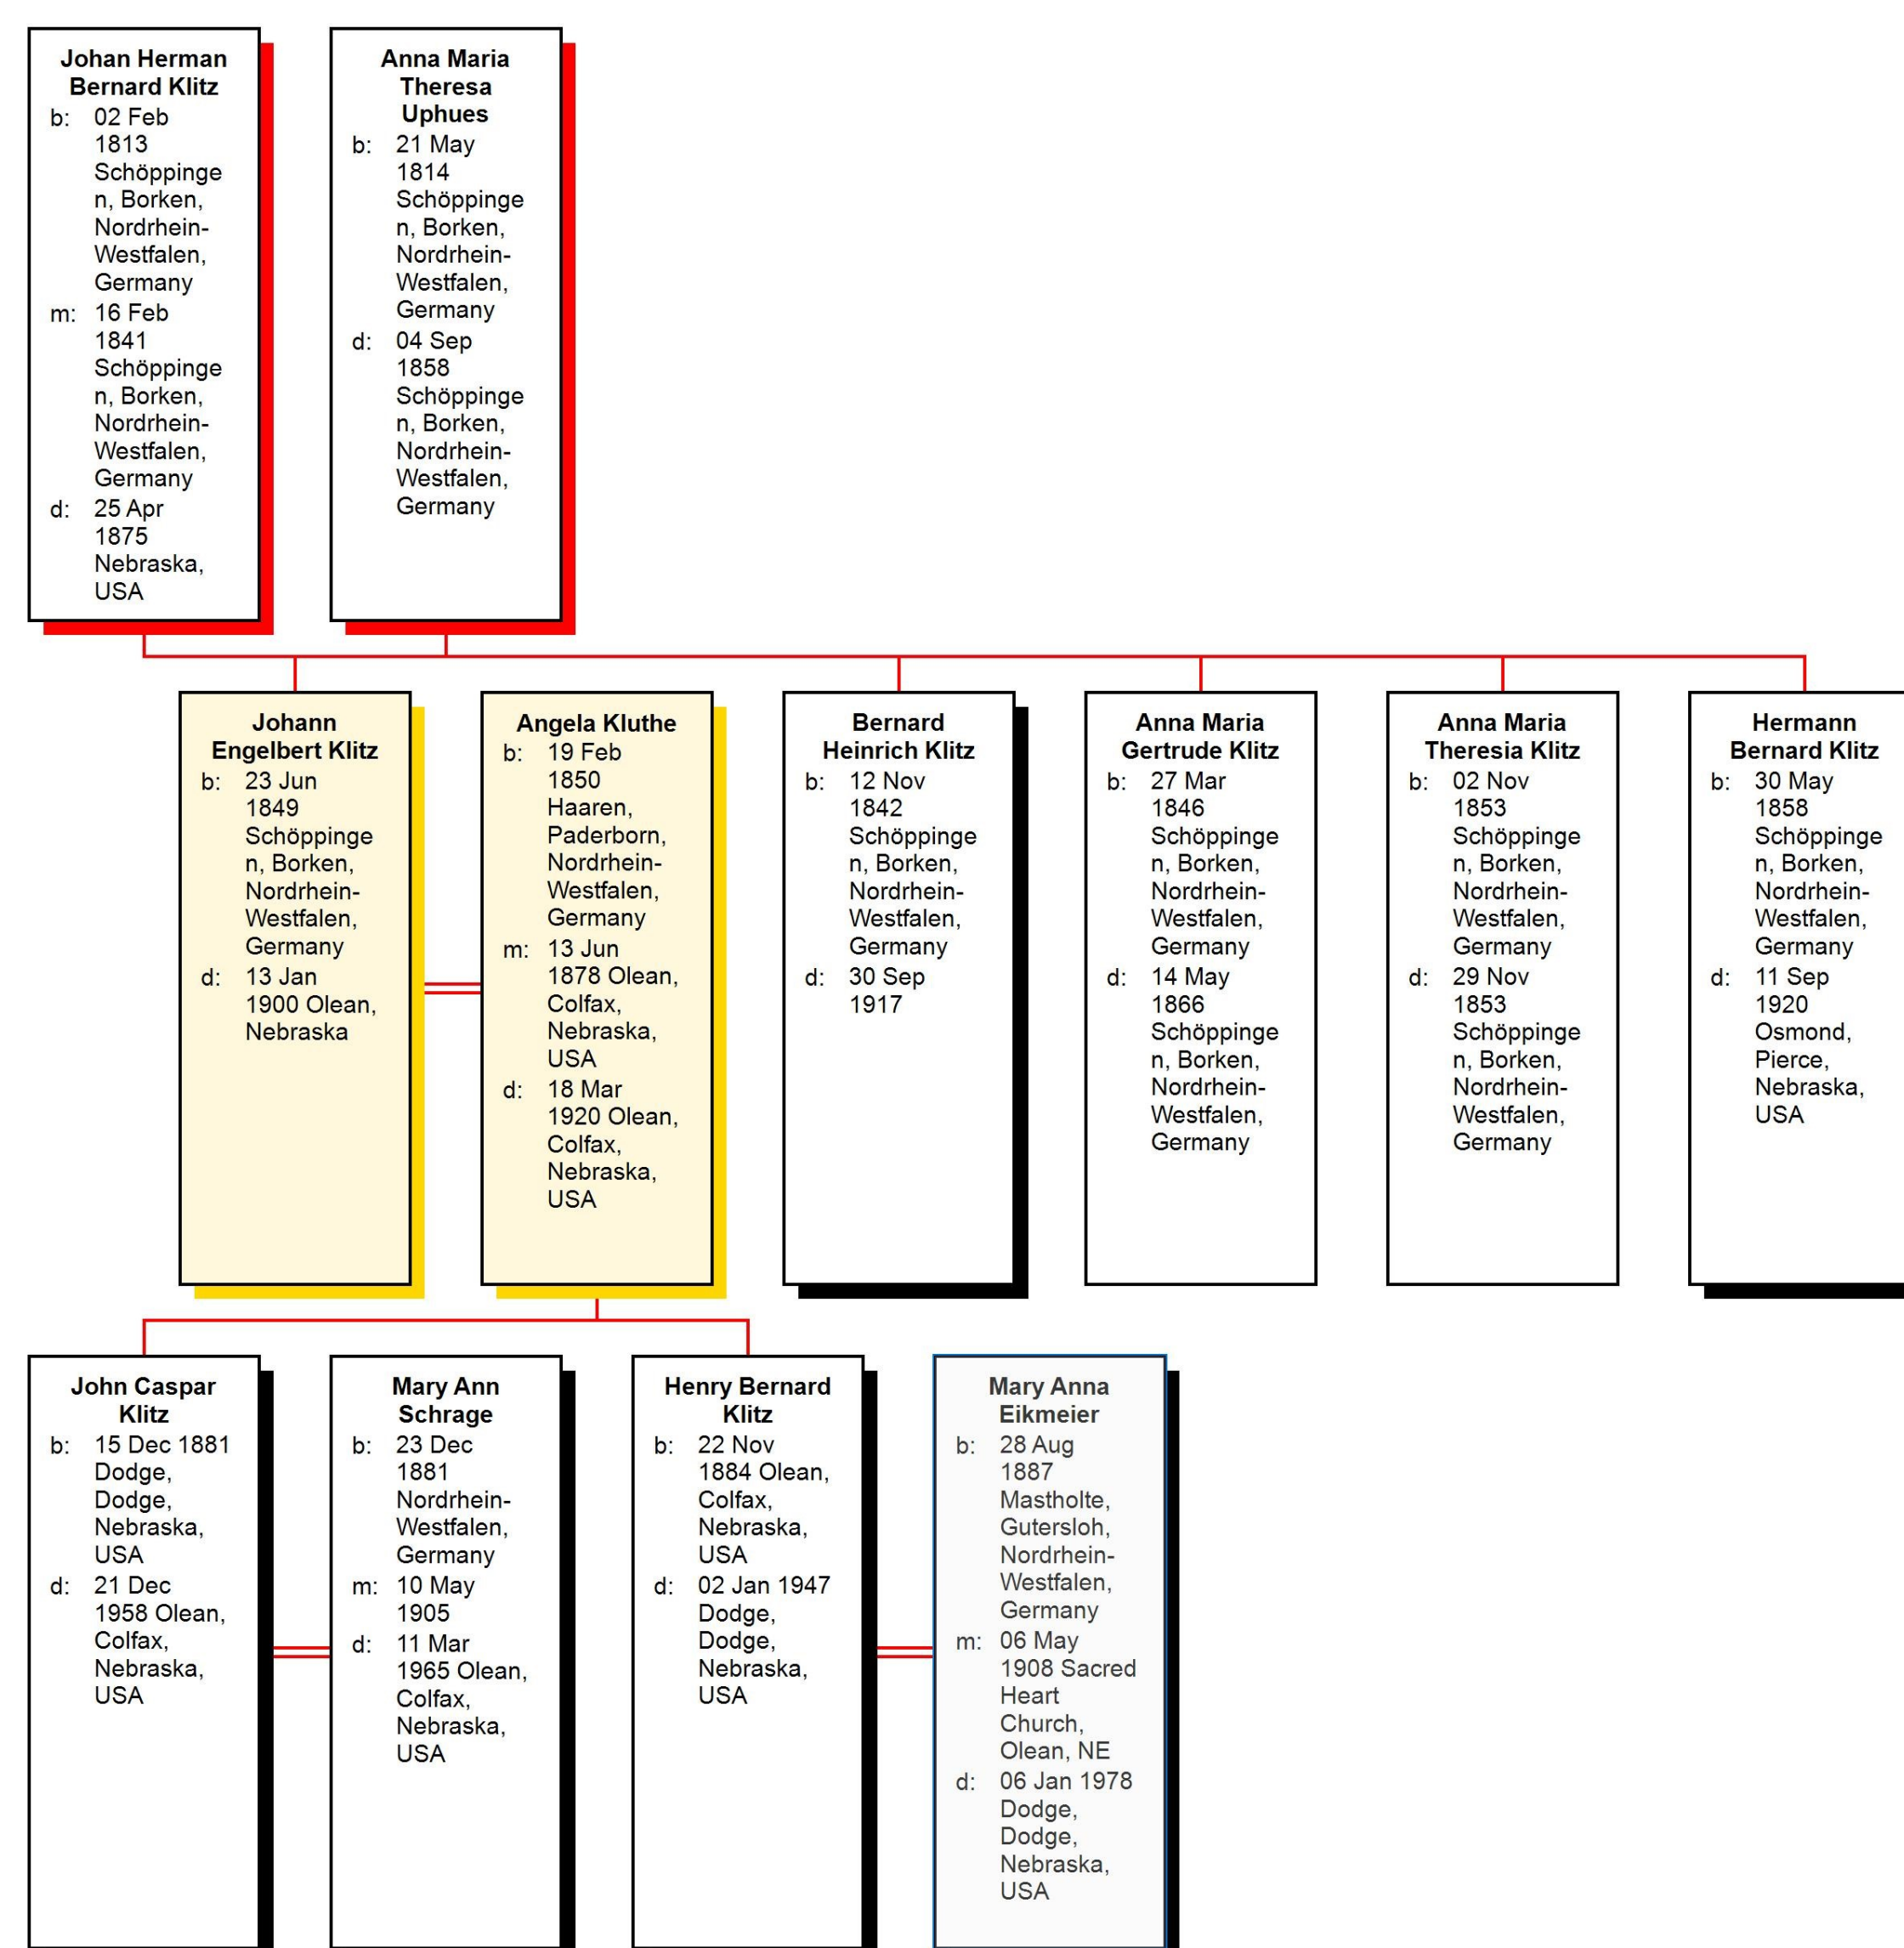 Johan Herman
Bernard Klitz
b: 02 Feb
1813
Schöppinge
n, Borken,
Nordrhein-
Westfalen,
Germany
m: 16 Feb
1841
Schöppinge
n, Borken,
Nordrhein-
Westfalen,
Germany
d: 25 Apr
1875
Nebraska,
USA
Anna Maria
Theresa
Uphues
b: 21 May
1814
Schöppinge
n, Borken,
Nordrhein-
Westfalen,
Germany
d: 04 Sep
1858
Schöppinge
n, Borken,
Nordrhein-
Westfalen,
Germany
Johann
Engelbert Klitz
b: 23 Jun
1849
Schöppinge
n, Borken,
Nordrhein-
Westfalen,
Germany
d: 13 Jan
1900 Olean,
Nebraska
Angela Kluthe
b: 19 Feb
1850
Haaren,
Paderborn,
Nordrhein-
Westfalen,
Germany
m: 13 Jun
1878 Olean,
Colfax,
Nebraska,
USA
d: 18 Mar
1920 Olean,
Colfax,
Nebraska,
USA
Bernard
Heinrich Klitz
b: 12 Nov
1842
Schöppinge
n, Borken,
Nordrhein-
Westfalen,
Germany
d: 30 Sep
1917
Anna Maria
Gertrude Klitz
b: 27 Mar
1846
Schöppinge
n, Borken,
Nordrhein-
Westfalen,
Germany
d: 14 May
1866
Schöppinge
n, Borken,
Nordrhein-
Westfalen,
Germany
Anna Maria
Theresia Klitz
b: 02 Nov
1853
Schöppinge
n, Borken,
Nordrhein-
Westfalen,
Germany
d: 29 Nov
1853
Schöppinge
n, Borken,
Nordrhein-
Westfalen,
Germany
Hermann
Bernard Klitz
b: 30 May
1858
Schöppinge
n, Borken,
Nordrhein-
Westfalen,
Germany
d: 11 Sep
1920
Osmond,
Pierce,
Nebraska,
USA
John Caspar
Klitz
b: 15 Dec 1881
Dodge,
Dodge,
Nebraska,
USA
d: 21 Dec
1958 Olean,
Colfax,
Nebraska,
USA
Mary Ann
Schrage
b: 23 Dec
1881
Nordrhein-
Westfalen,
Germany
m: 10 May
1905
d: 11 Mar
1965 Olean,
Colfax,
Nebraska,
USA
Henry Bernard
Klitz
b: 22 Nov
1884 Olean,
Colfax,
Nebraska,
USA
d: 02 Jan 1947
Dodge,
Dodge,
Nebraska,
USA
Mary Anna
Eikmeier
b: 28 Aug
1887
Mastholte,
Gutersloh,
Nordrhein-
Westfalen,
Germany
m: 06 May
1908 Sacred
Heart
Church,
Olean, NE
d: 06 Jan 1978
Dodge,
Dodge,
Nebraska,
USA